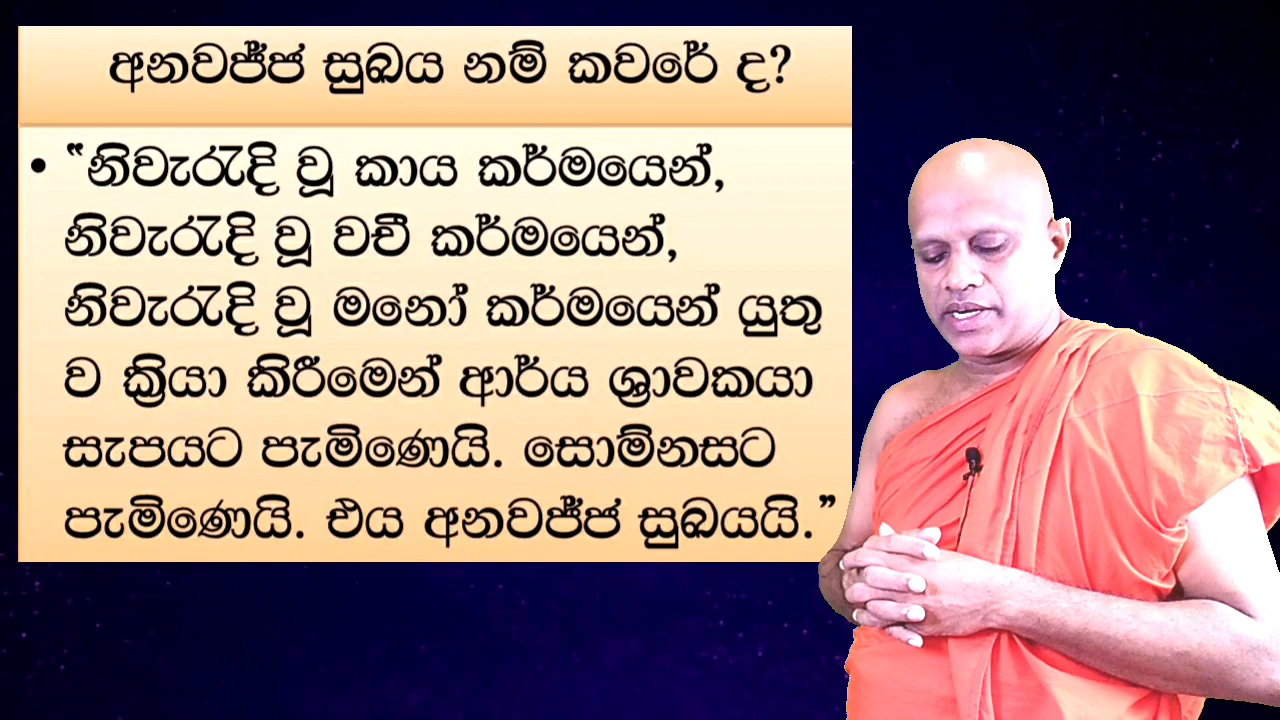 අනවජ්ජ සුඛය නම් කවරේ ද?
• “නිවැරැදි වූ කාය කර්මයෙන්,
නිවැරැදි වූ වචී කර්මයෙන්,
නිවැරැදි වූ මනෝ කර්මයෙන් යුතු
ව ක්‍රියා කිරීමෙන් ආර්ය ශ්‍රාවකයා
සැපයට පැමිණෙයි. සොම්නසට
පැමිණෙයි. එය අනවජ්ජ සුඛයයි.”